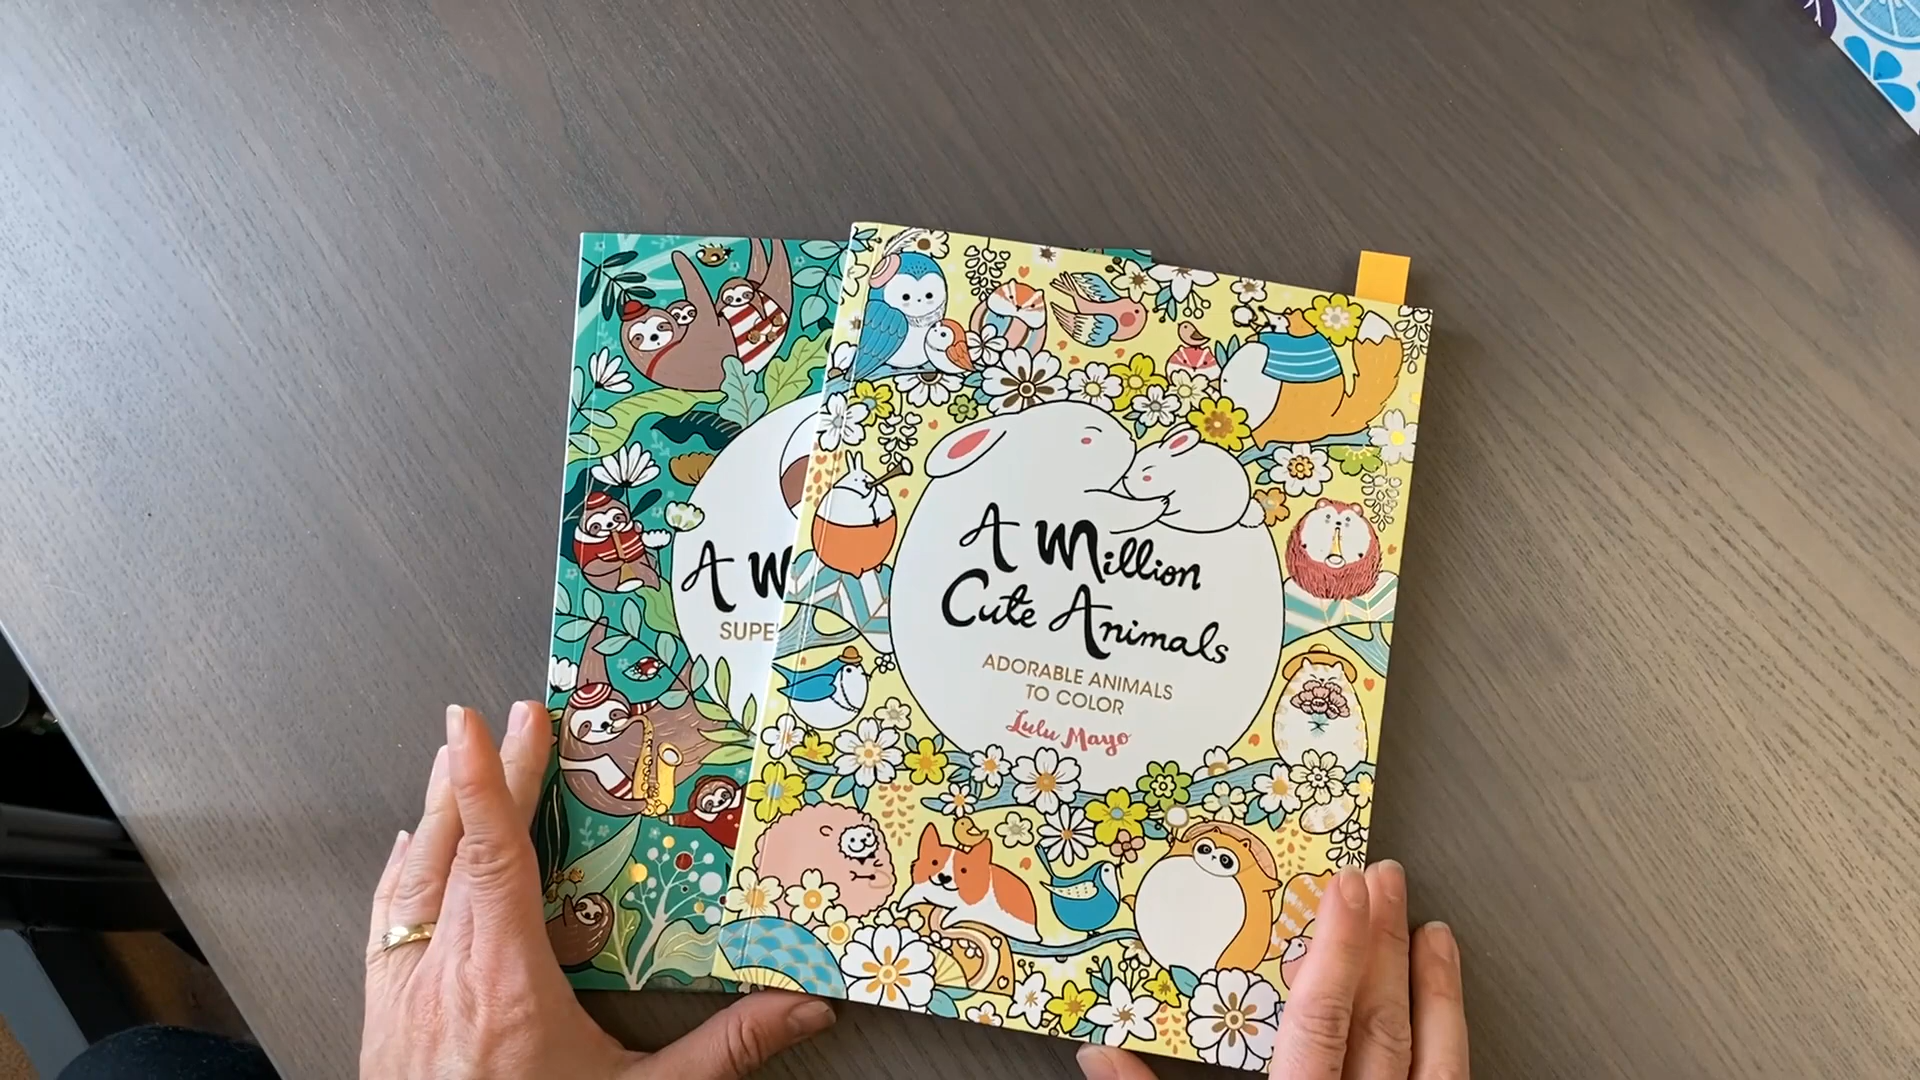 A
SUPE
A Million
Cute Animals
ADORABLE ANIMALS
TO COLOR
Lulu Mayo